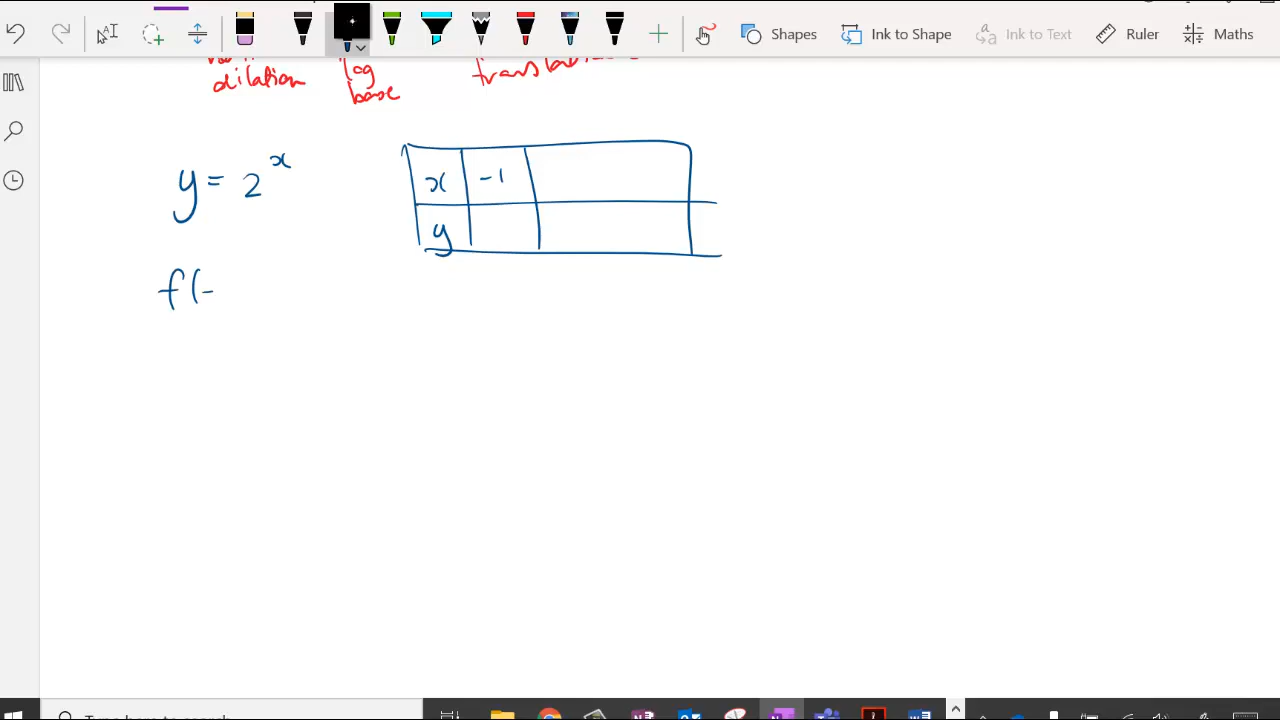 Shapes Ink to Shape Ink to Text Ruler Maths
dilation log base
y = 2^x
x -1
y
f(-